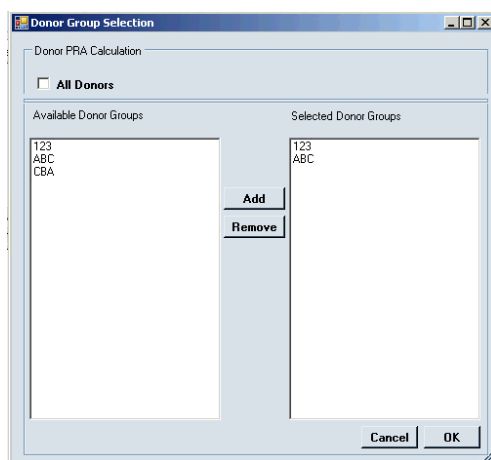 Donor Group Selection
Donor PRA Calculation
All Donors
Available Donor Groups
Selected Donor Groups
123
ABC
CBA
123
ABC
Add
Remove
Cancel
OK